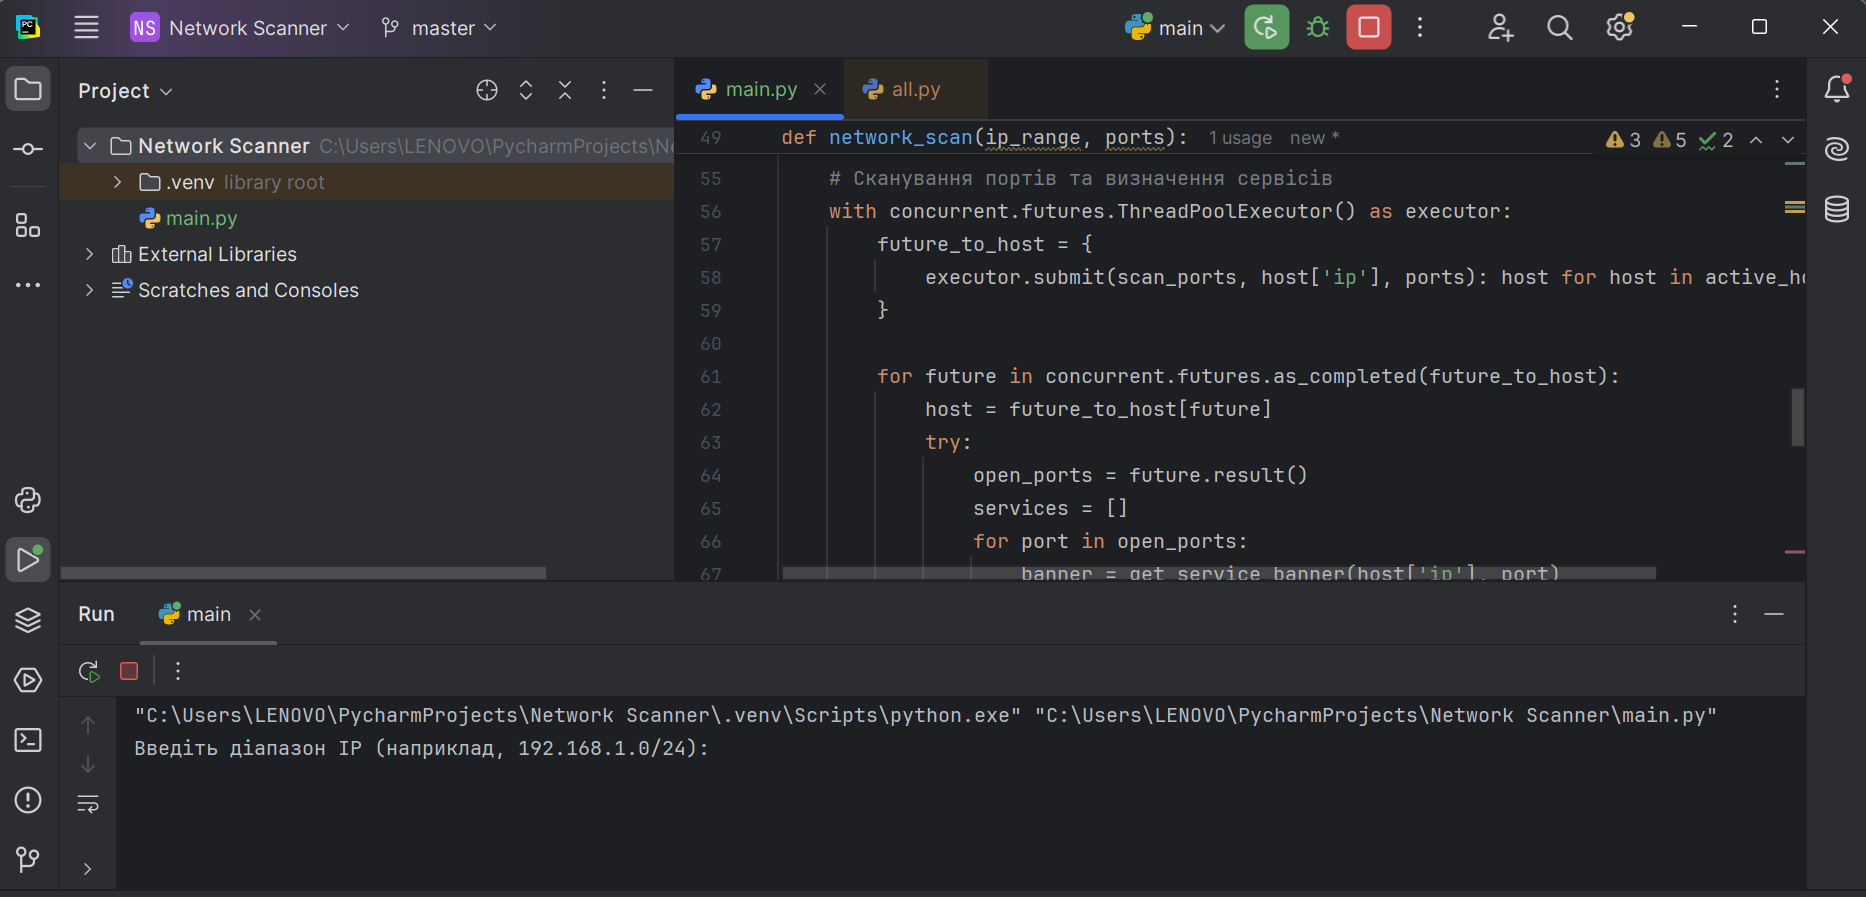 NS Network Scanner master main
Project
Network Scanner C:\Users\LENOVO\PycharmProjects\Ne
.venv library root
main.py
External Libraries
Scratches and Consoles
main.py all.py
49 def network_scan(ip_range, ports): 1 usage new * 3 5 2
55 # Сканування портів та визначення сервісів
56 with concurrent.futures.ThreadPoolExecutor() as executor:
57 future_to_host = {
58 executor.submit(scan_ports, host['ip'], ports): host for host in active_ho
59 }
60
61 for future in concurrent.futures.as_completed(future_to_host):
62 host = future_to_host[future]
63 try:
64 open_ports = future.result()
65 services = []
66 for port in open_ports:
67 banner = get_service_banner(host['ip'], port)
Run main
"C:\Users\LENOVO\PycharmProjects\Network Scanner\.venv\Scripts\python.exe" "C:\Users\LENOVO\PycharmProjects\Network Scanner\main.py"
Введіть діапазон IP (наприклад, 192.168.1.0/24):